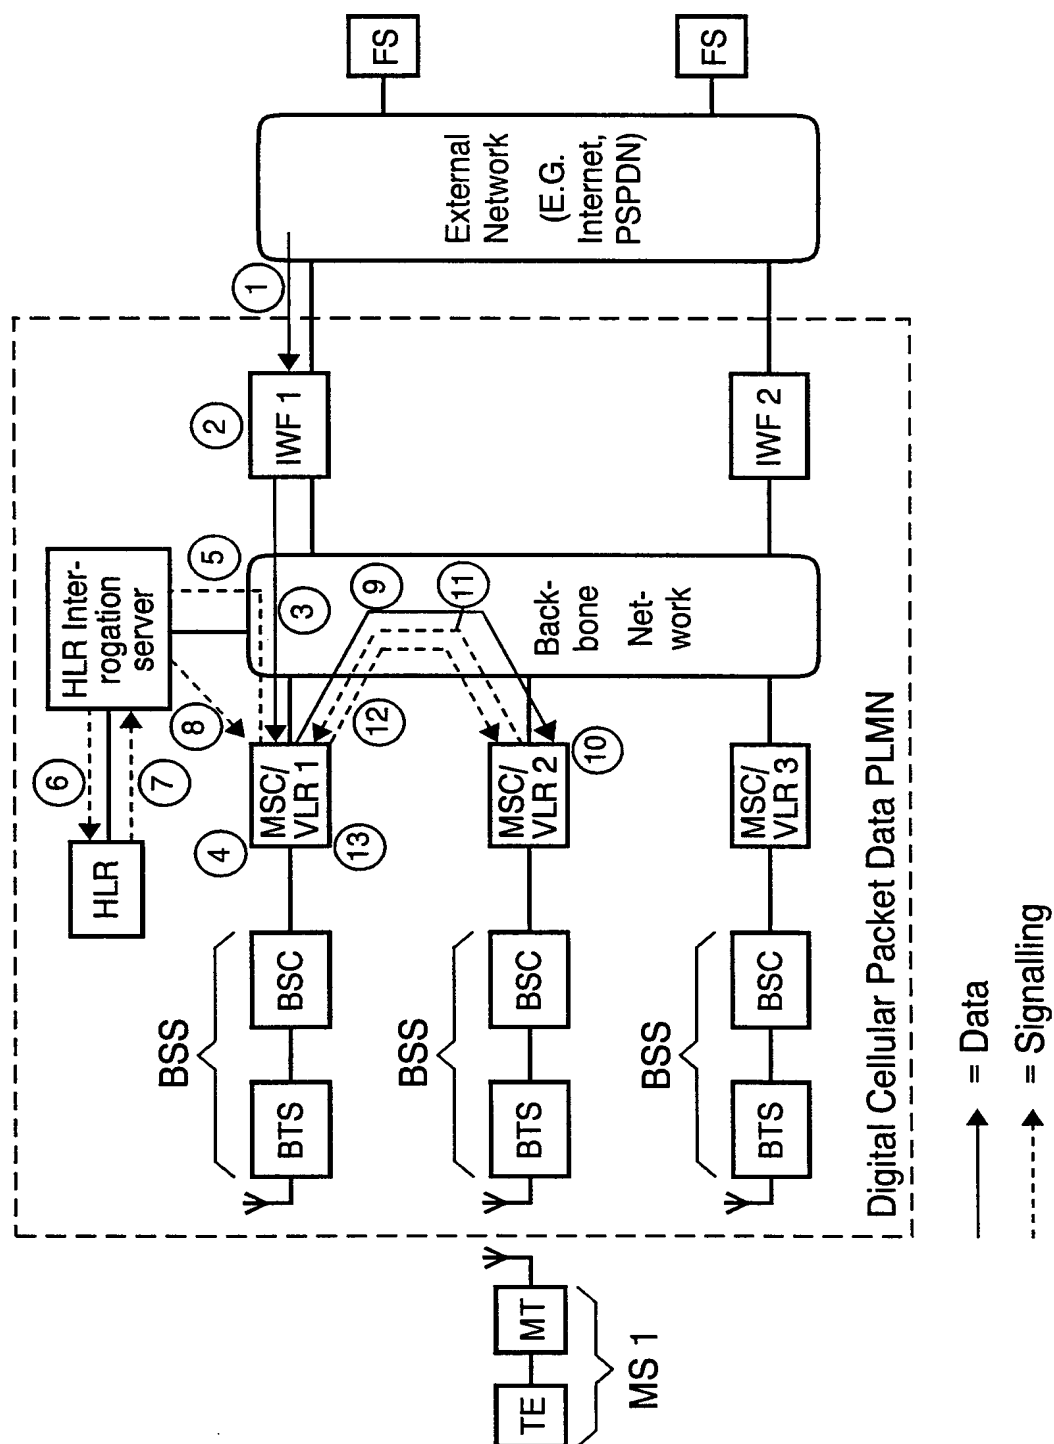 FS
FS
External
Network
(E.G.
Internet,
PSPDN)
1
2
IWF 1
IWF 2
HLR Inter-
rogation
server
5
3
9
11
Back-
bone
Net-
work
6
7
8
12
10
HLR
4
MSC/
VLR 1
13
MSC/
VLR 2
MSC/
VLR 3
BSS
BSC
BTS
BSS
BSC
BTS
BSS
BSC
BTS
Digital Cellular Packet Data PLMN
MT
TE
MS 1
= Data
= Signalling